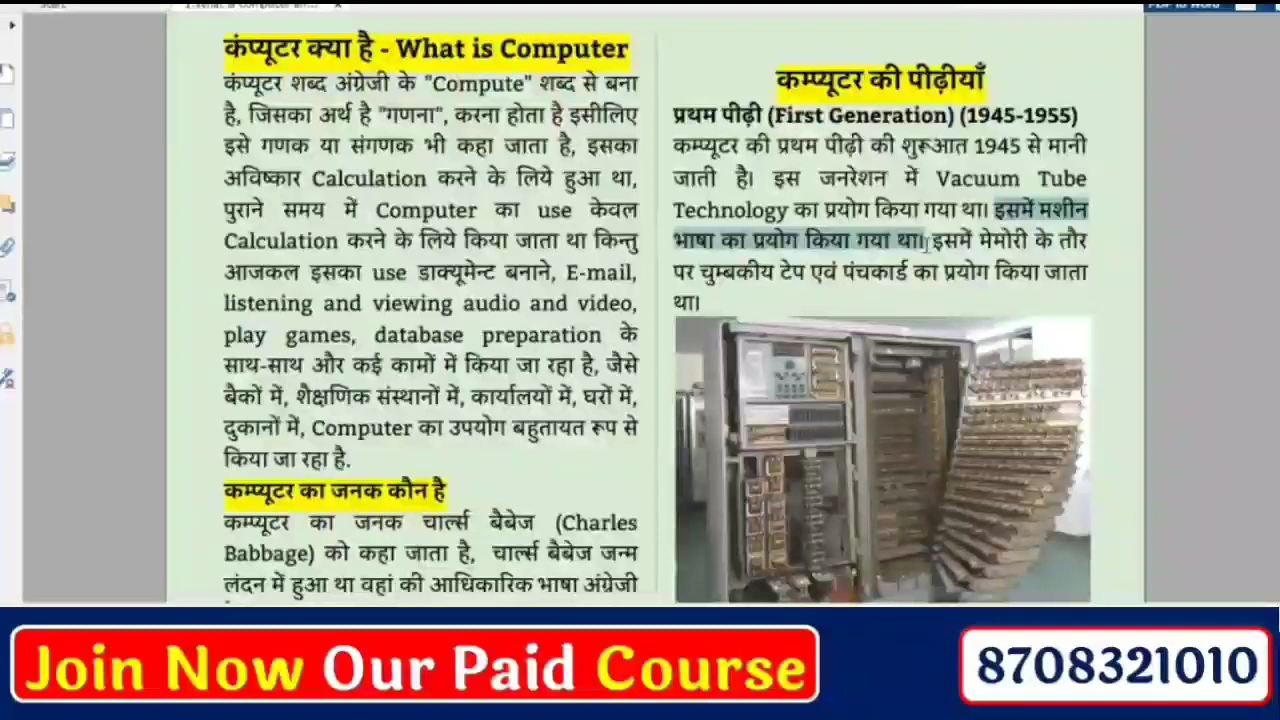 कंप्यूटर क्या है - What is Computer
कंप्यूटर शब्द अंग्रेजी के "Compute" शब्द से बना
है, जिसका अर्थ है "गणना", करना होता है इसीलिए
इसे गणक या संगणक भी कहा जाता है, इसका
अविष्कार Calculation करने के लिये हुआ था,
पुराने समय में Computer का use केवल
Calculation करने के लिये किया जाता था किन्तु
आजकल इसका use डाक्यूमेन्ट बनाने, E-mail,
listening and viewing audio and video,
play games, database preparation के
साथ-साथ और कई कामों में किया जा रहा है, जैसे
बैकों में, शैक्षणिक संस्थानों में, कार्यालयों में, घरों में,
दुकानों में, Computer का उपयोग बहुतायत रूप से
किया जा रहा है.
कम्प्यूटर का जनक कौन है
कम्प्यूटर का जनक चार्ल्स बैबेज (Charles
Babbage) को कहा जाता है, चार्ल्स बैबेज जन्म
लंदन में हुआ था वहां की आधिकारिक भाषा अंग्रेजी
कम्प्यूटर की पीढ़ीयाँ
प्रथम पीढ़ी (First Generation) (1945-1955)
कम्प्यूटर की प्रथम पीढ़ी की शुरूआत 1945 से मानी
जाती है। इस जनरेशन में Vacuum Tube
Technology का प्रयोग किया गया था। इसमें मशीन
भाषा का प्रयोग किया गया था। इसमें मेमोरी के तौर
पर चुम्बकीय टेप एवं पंचकार्ड का प्रयोग किया जाता
था।
Join Now Our Paid Course
8708321010